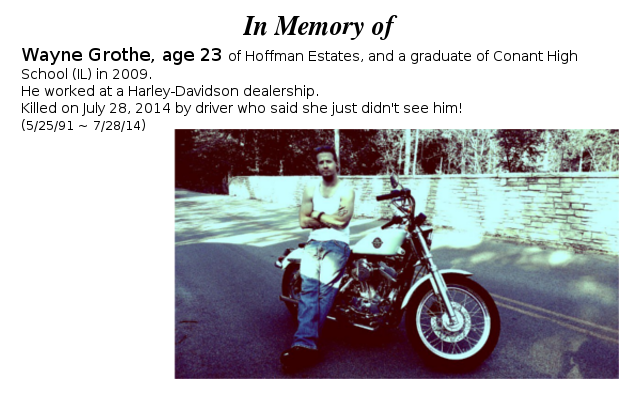 In Memory of
Wayne Grothe, age 23 of Hoffman Estates, and a graduate of Conant High
School (IL) in 2009.
He worked at a Harley-Davidson dealership.
Killed on July 28, 2014 by driver who said she just didn't see him!
(5/25/91 ~ 7/28/14)